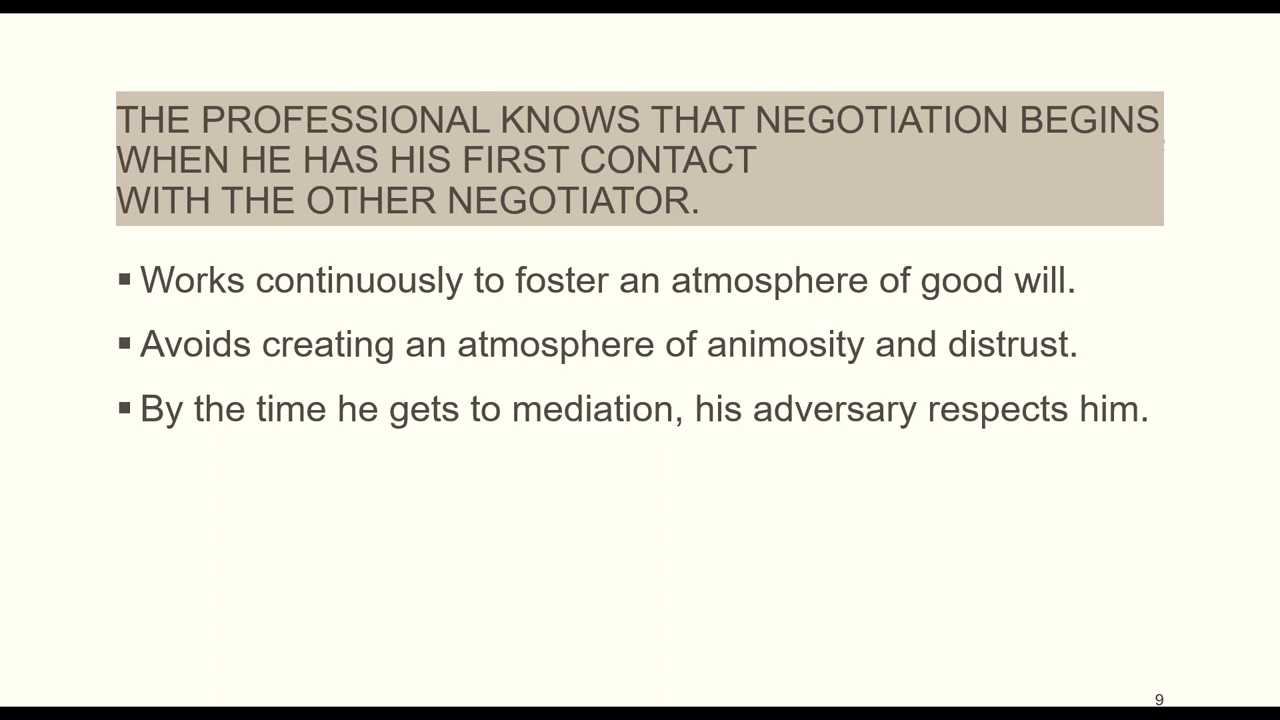 THE PROFESSIONAL KNOWS THAT NEGOTIATION BEGINS
WHEN HE HAS HIS FIRST CONTACT
WITH THE OTHER NEGOTIATOR.
▪ Works continuously to foster an atmosphere of good will.
▪ Avoids creating an atmosphere of animosity and distrust.
▪ By the time he gets to mediation, his adversary respects him.
9